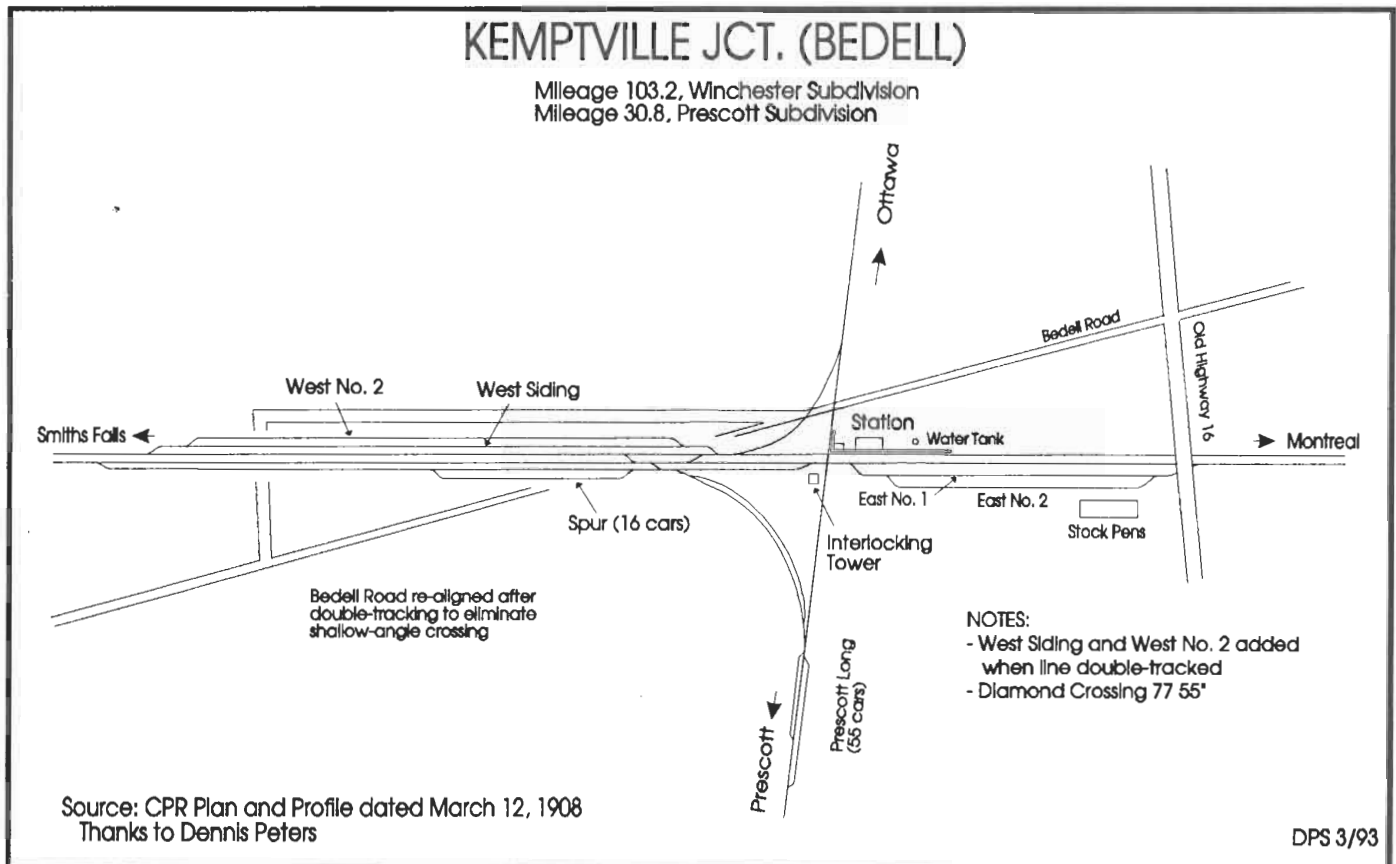 KEMPTVILLE JCT. (BEDELL)
Mileage 103.2, Winchester Subdivision
Mileage 30.8, Prescott Subdivision
Ottawa
Bedell Road
Old Highway 16
West No. 2
West Siding
Station
Water Tank
Smiths Falls
Montreal
East No. 1
East No. 2
Spur (16 cars)
Stock Pens
Interlocking
Tower
Bedell Road re-aligned after
double-tracking to eliminate
shallow-angle crossing
NOTES:
- West Siding and West No. 2 added
when line double-tracked
- Diamond Crossing 77 55"
Prescott Long
(55 cars)
Prescott
Source: CPR Plan and Profile dated March 12, 1908
Thanks to Dennis Peters
DPS 3/93